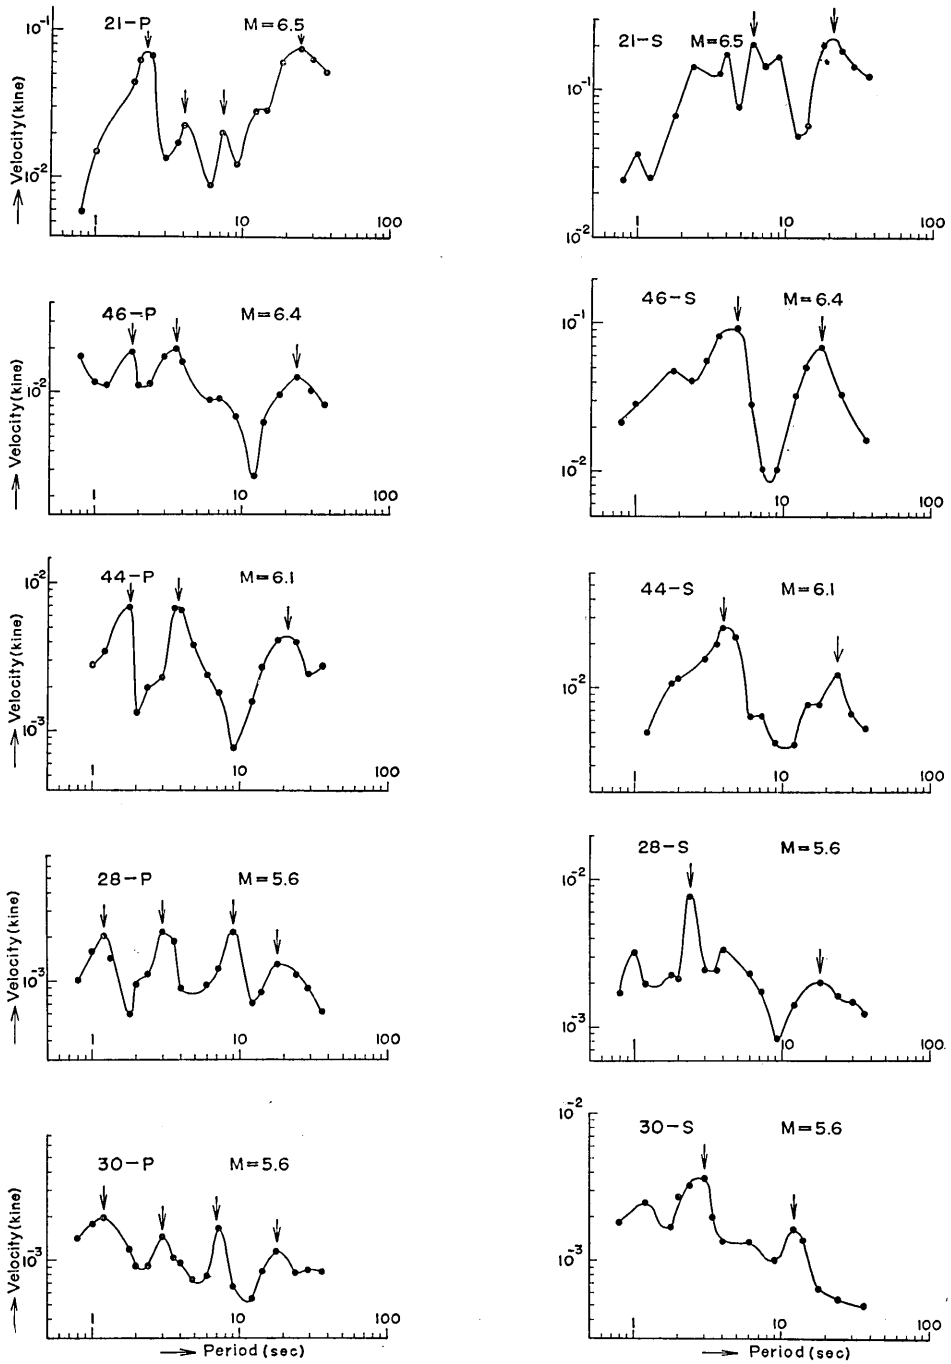 21-P M=6.5
10⁻¹
10⁻²
1 10 100
Velocity(kine)
21-S M=6.5
10⁻¹
10⁻²
1 10 100
46-P M=6.4
10⁻²
1 10 100
Velocity(kine)
46-S M=6.4
10⁻¹
10⁻²
1 10 100
44-P M=6.1
10⁻²
10⁻³
1 10 100
Velocity(kine)
44-S M=6.1
10⁻²
1 10 100
28-P M=5.6
10⁻³
1 10 100
Velocity(kine)
28-S M=5.6
10⁻²
10⁻³
1 10 100
30-P M=5.6
10⁻³
1 10 100
Velocity(kine)
Period (sec)
30-S M=5.6
10⁻²
10⁻³
1 10 100
Period (sec)